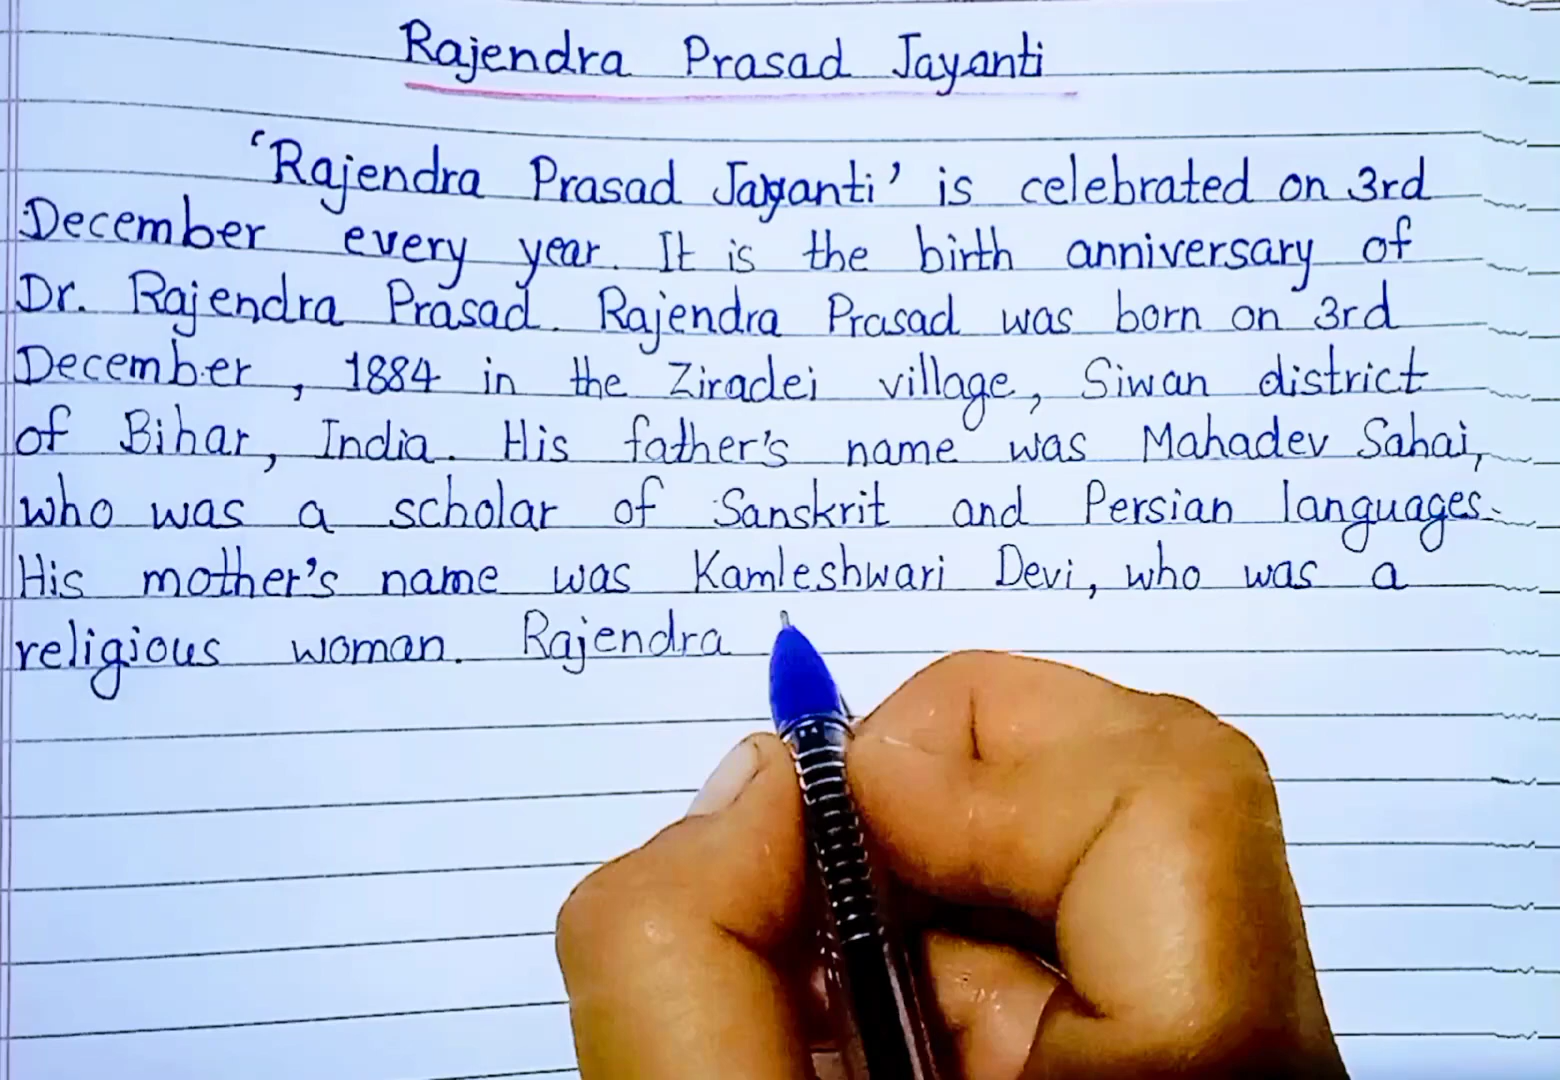 Rajendra Prasad Jayanti
'Rajendra Prasad Jayanti' is celebrated on 3rd
December every year. It is the birth anniversary of
Dr. Rajendra Prasad. Rajendra Prasad was born on 3rd
December, 1884 in the Ziradei village, Siwan district
of Bihar, India. His father's name was Mahadev Sahai,
who was a scholar of Sanskrit and Persian languages.
His mother's name was Kamleshwari Devi, who was a
religious woman. Rajendra